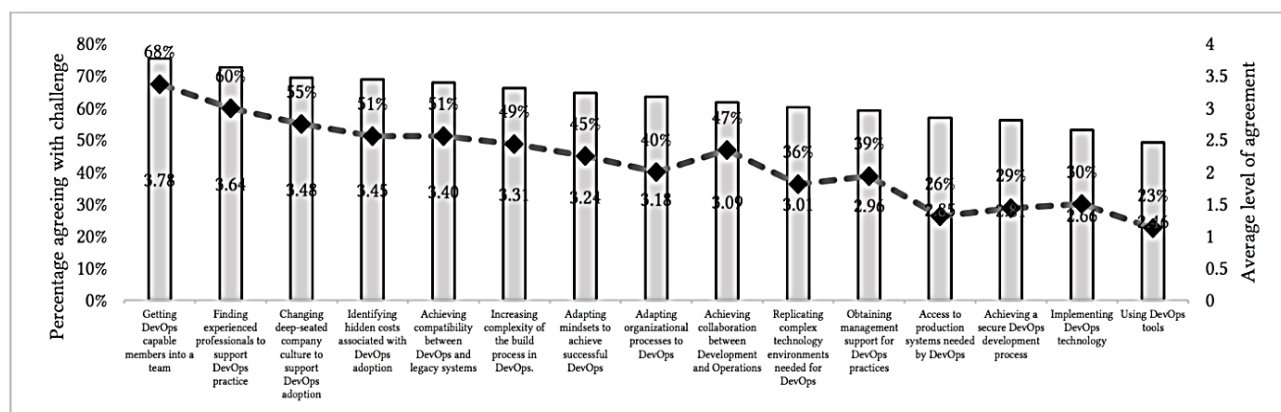 Percentage agreeing with challenge
80%
70%
60%
50%
40%
30%
20%
10%
0%
68%
60%
55%
51%
51%
49%
45%
40%
47%
36%
39%
26%
29%
30%
23%
3.78
3.64
3.48
3.45
3.40
3.31
3.24
3.18
3.09
3.01
2.96
2.85
2.81
2.66
2.46
4
3.5
3
2.5
2
1.5
1
0.5
0
Average level of agreement
Getting
DevOps
capable
members into a
team
Finding
experienced
professionals to
support
DevOps
practice
Changing
deep-seated
company
culture to
support
DevOps
adoption
Identifying
hidden costs
associated with
DevOps
adoption
Achieving
compatibility
between
DevOps and
legacy systems
Increasing
complexity of
the build
process in
DevOps.
Adapting
mindsets to
achieve
successful
DevOps
Adapting
organizational
processes to
DevOps
Achieving
collaboration
between
Development
and Operations
Replicating
complex
technology
environments
needed for
DevOps
Obtaining
management
support for
DevOps
practices
Access to
production
systems needed
by DevOps
Achieving a
secure DevOps
development
process
Implementing
DevOps
technology
Using DevOps
tools